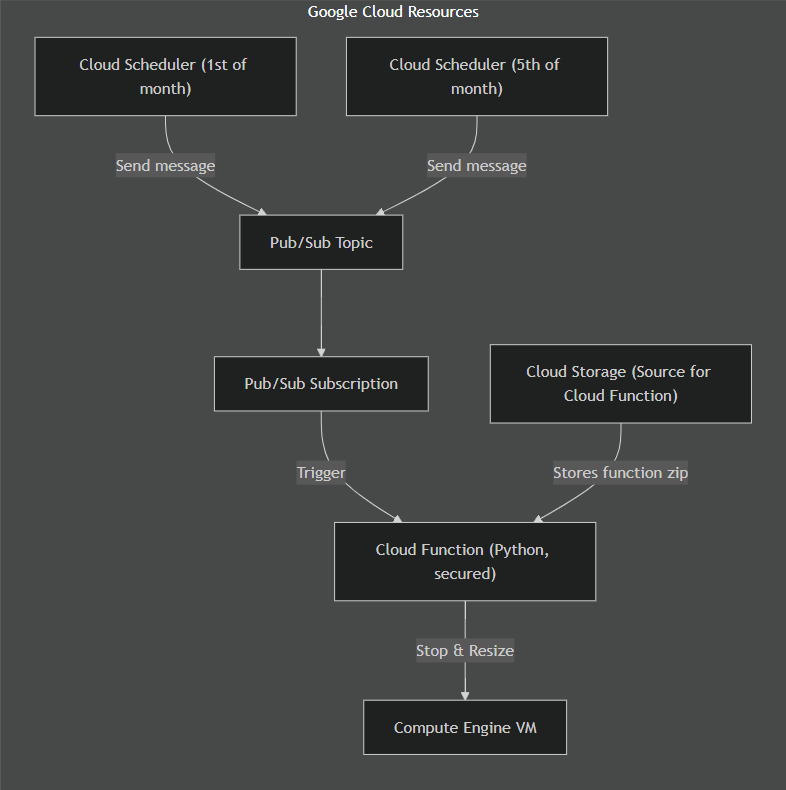 Google Cloud Resources
Cloud Scheduler (1st of
month)
Cloud Scheduler (5th of
month)
Send message
Send message
Pub/Sub Topic
Pub/Sub Subscription
Cloud Storage (Source for
Cloud Function)
Trigger
Stores function zip
Cloud Function (Python,
secured)
Stop & Resize
Compute Engine VM